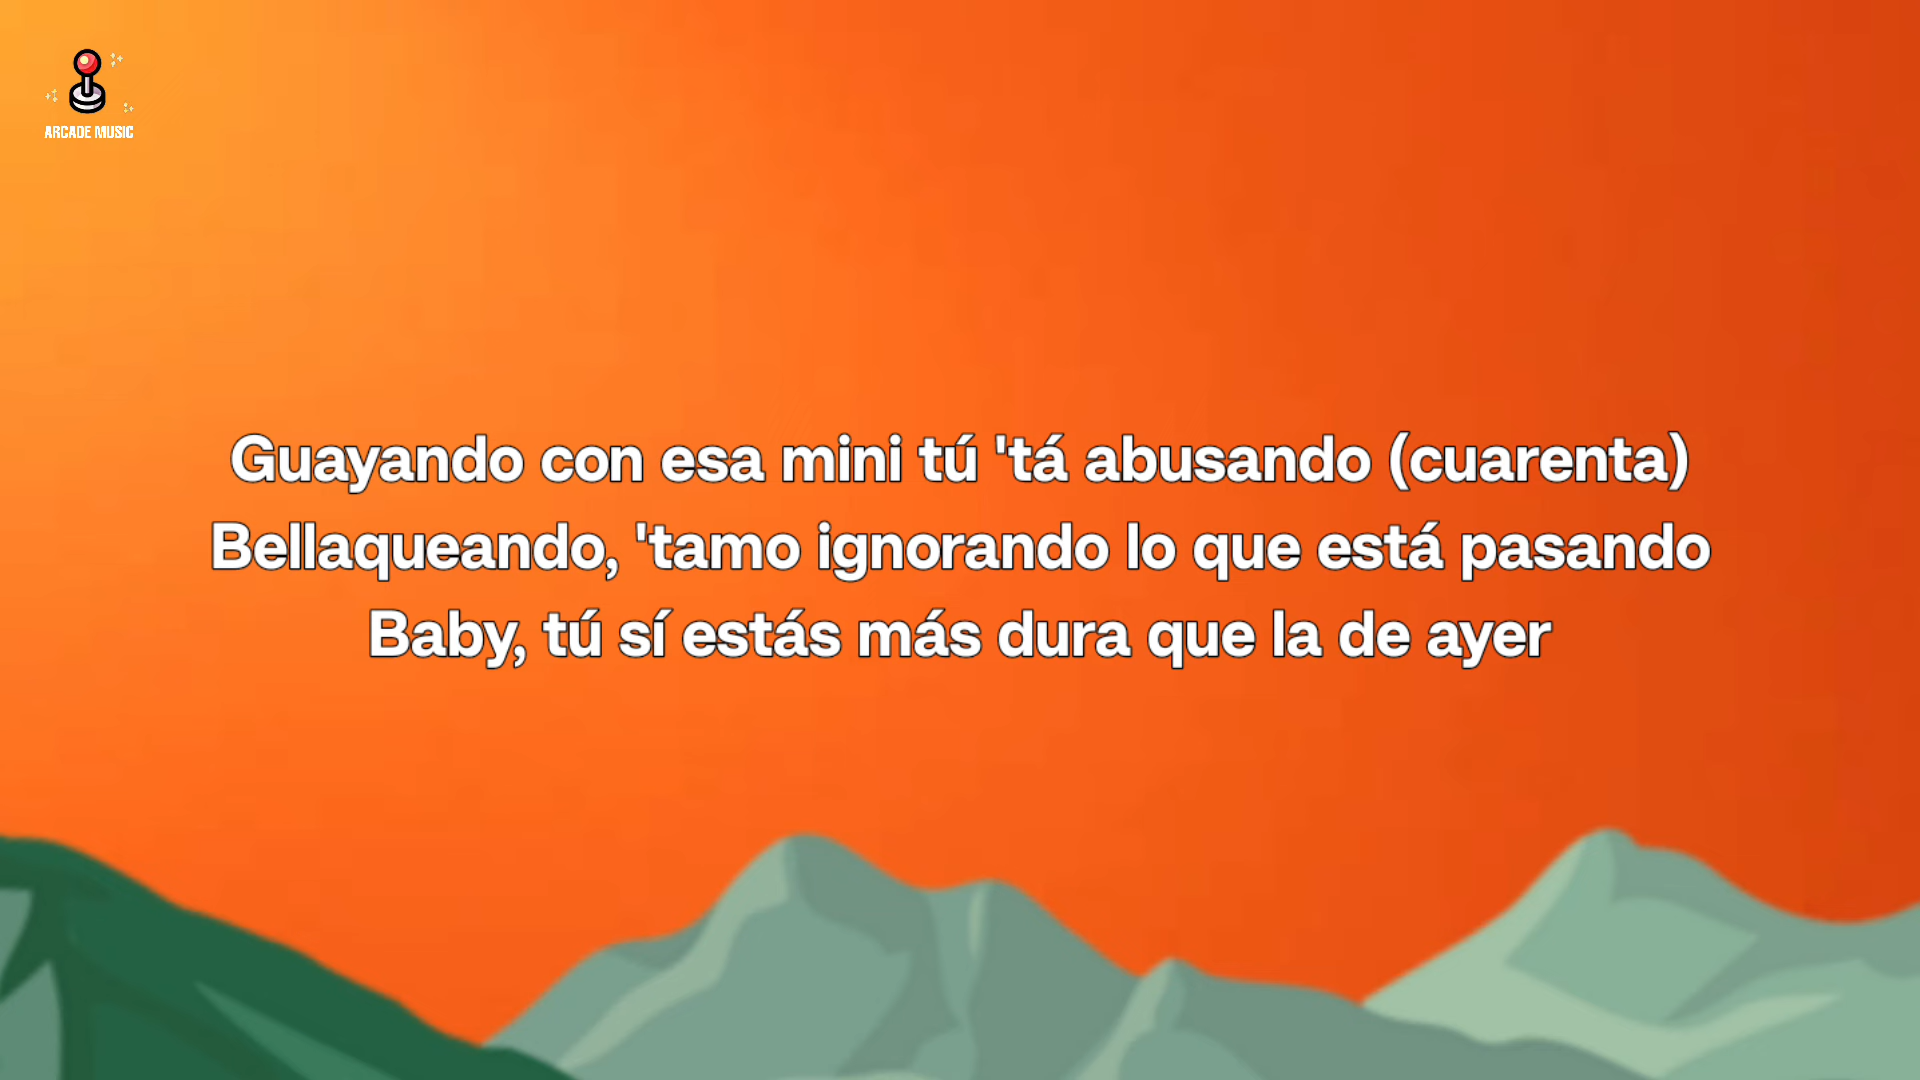 ARCADE MUSIC
Guayando con esa mini tú 'tá abusando (cuarenta)
Bellaqueando, 'tamo ignorando lo que está pasando
Baby, tú sí estás más dura que la de ayer